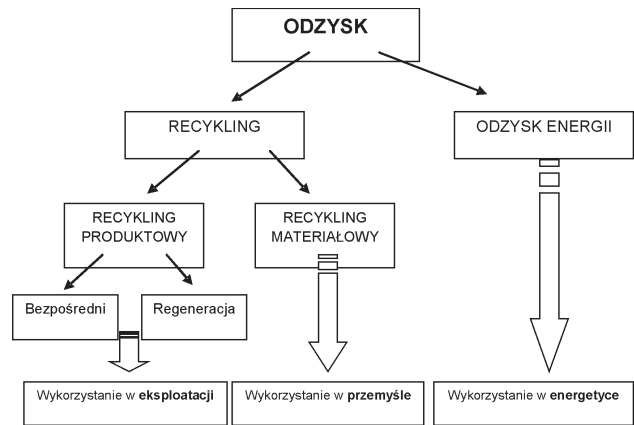 ODZYSK
RECYKLING
ODZYSK ENERGII
RECYKLING
PRODUKTOWY
RECYKLING
MATERIAŁOWY
Bezpośredni
Regeneracja
Wykorzystanie w eksploatacji
Wykorzystanie w przemyśle
Wykorzystanie w energetyce